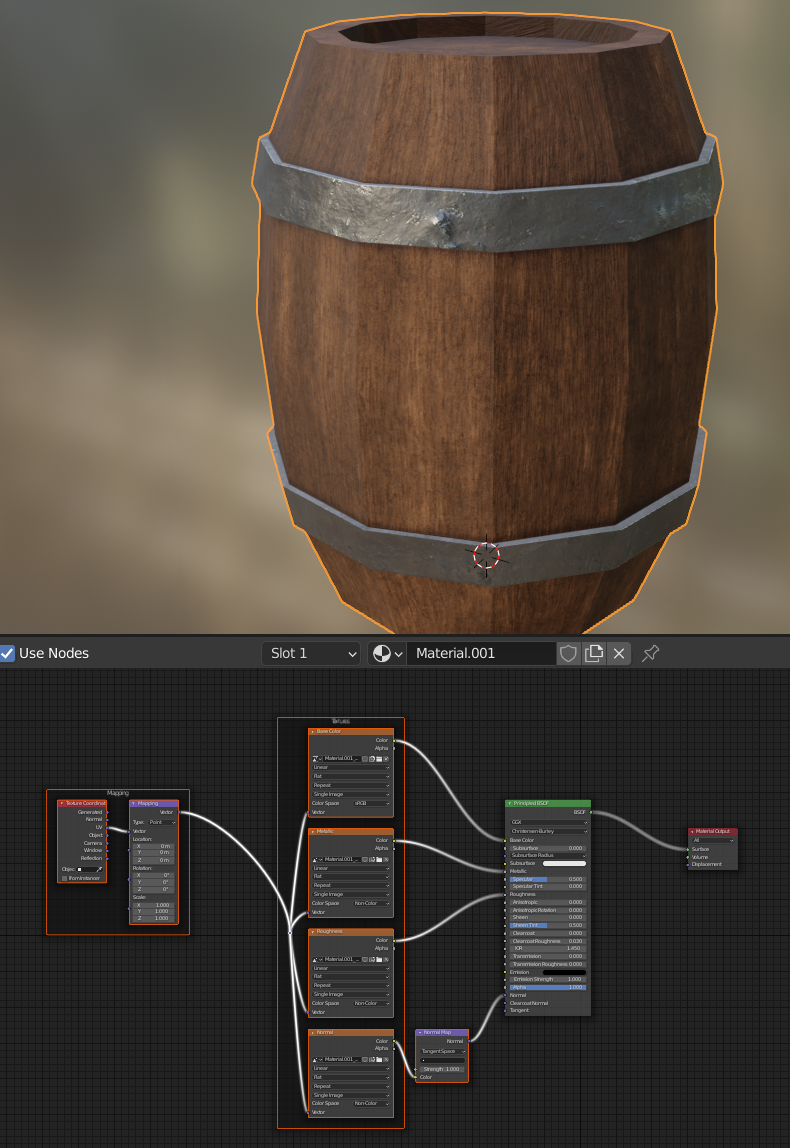 Use Nodes
Slot 1
Material.001
Mapping
Texture Coordinat
Generated
Normal
UV
Object
Camera
Window
Reflection
Objec
From Instancer
Mapping
Vector
Type: Point
Vector
Location:
X 0 m
Y 0 m
Z 0 m
Rotation:
X 0°
Y 0°
Z 0°
Scale:
X 1.000
Y 1.000
Z 1.000
Textures
Base Color
Color
Alpha
Material.001_...
Linear
Flat
Repeat
Single Image
Color Space sRGB
Vector
Metallic
Color
Alpha
Material.001_...
Linear
Flat
Repeat
Single Image
Color Space Non-Color
Vector
Roughness
Color
Alpha
Material.001_...
Linear
Flat
Repeat
Single Image
Color Space Non-Color
Vector
Normal
Color
Alpha
Material.001_...
Linear
Flat
Repeat
Single Image
Color Space Non-Color
Vector
Normal Map
Normal
Tangent Space
Strength 1.000
Color
Principled BSDF
BSDF
GGX
Christensen-Burley
Base Color
Subsurface 0.000
Subsurface Radius
Subsurface
Metallic
Specular 0.500
Specular Tint 0.000
Roughness
Anisotropic 0.000
Anisotropic Rotation 0.000
Sheen 0.000
Sheen Tint 0.500
Clearcoat 0.000
Clearcoat Roughness 0.030
IOR 1.450
Transmission 0.000
Transmission Roughness 0.000
Emission
Emission Strength 1.000
Alpha 1.000
Normal
Clearcoat Normal
Tangent
Material Output
All
Surface
Volume
Displacement